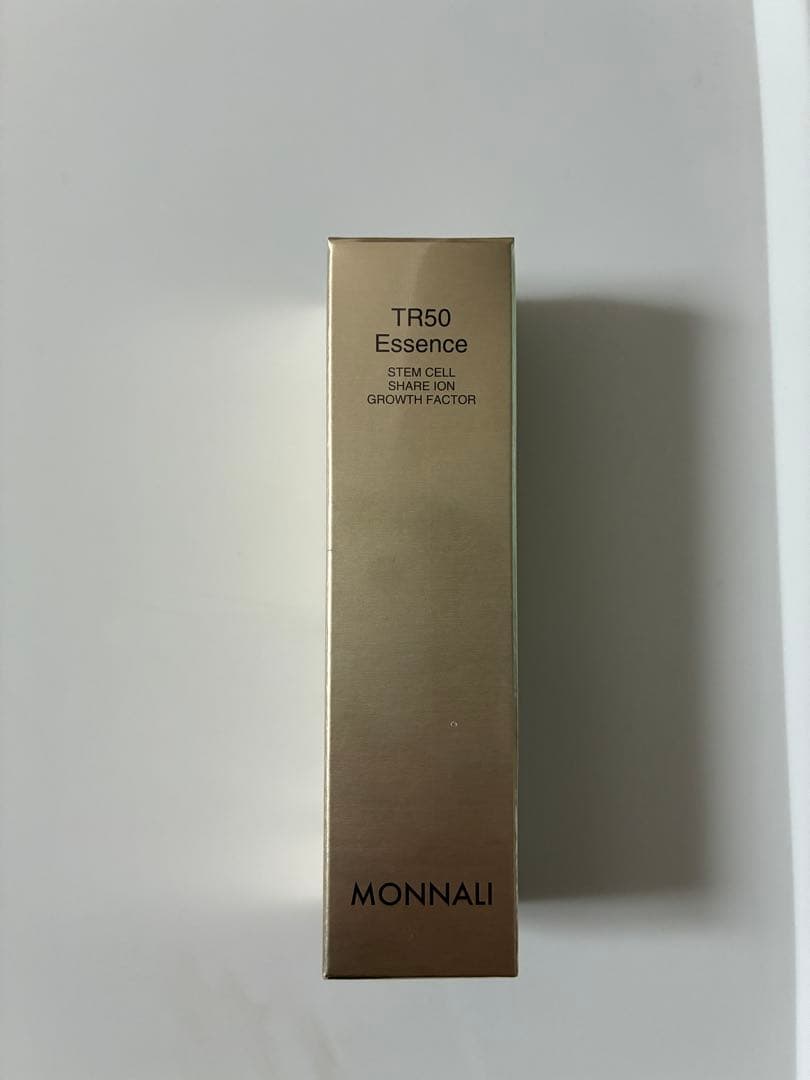 TR50
Essence
STEM CELL
SHARE ION
GROWTH FACTOR
MONNALI